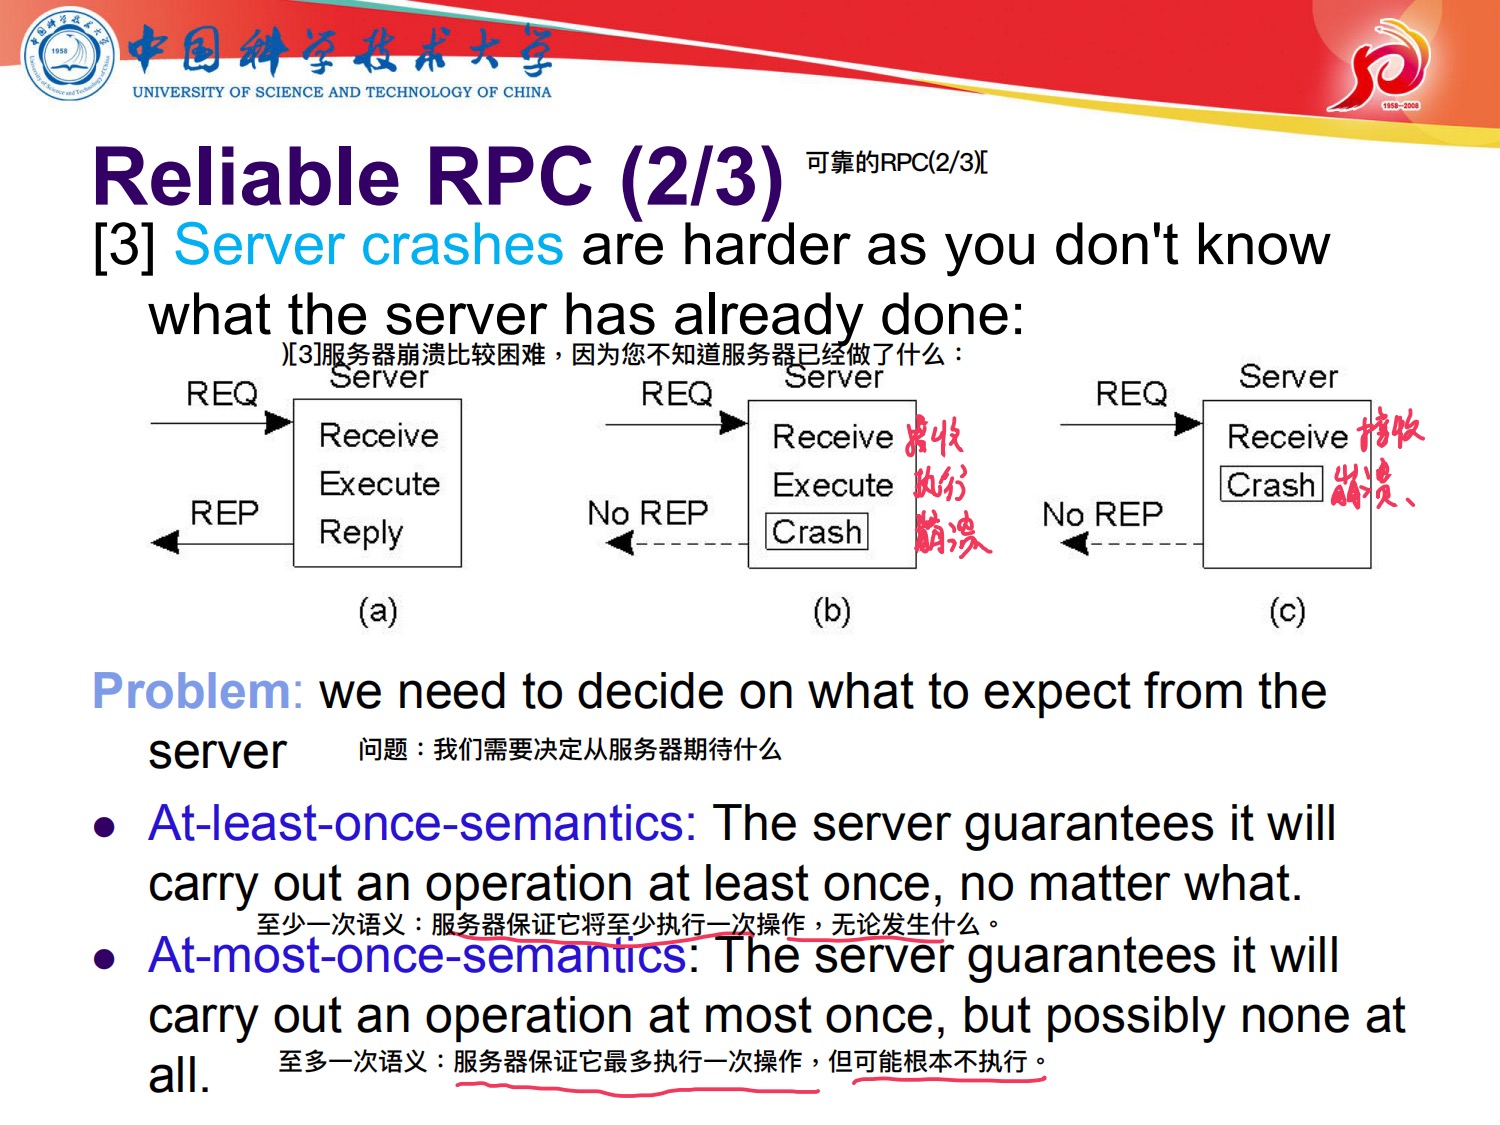 中国科学技术大学
UNIVERSITY OF SCIENCE AND TECHNOLOGY OF CHINA
1958
1958-2008
Reliable RPC (2/3)
可靠的RPC(2/3)[
[3] Server crashes are harder as you don't know
what the server has already done:
)[3]服务器崩溃比较困难，因为您不知道服务器已经做了什么：
REQ
Server
Receive
Execute
Reply
REP
(a)
REQ
Server
Receive
Execute
执行
Crash
崩溃
No REP
(b)
REQ
Server
Receive
接收
Crash
崩溃、
No REP
(c)
Problem: we need to decide on what to expect from the
server
问题：我们需要决定从服务器期待什么
● At-least-once-semantics: The server guarantees it will
carry out an operation at least once, no matter what.
至少一次语义：服务器保证它将至少执行一次操作，无论发生什么。
● At-most-once-semantics: The server guarantees it will
carry out an operation at most once, but possibly none at
all.
至多一次语义：服务器保证它最多执行一次操作，但可能根本不执行。